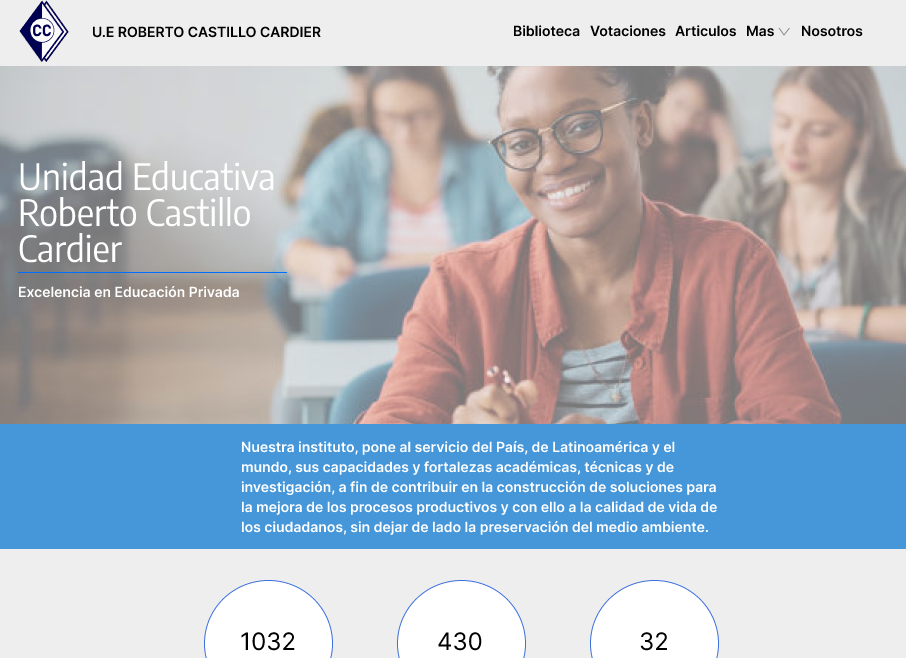 CC
U.E ROBERTO CASTILLO CARDIER
Biblioteca Votaciones Articulos Mas Nosotros
Unidad Educativa
Roberto Castillo
Cardier
Excelencia en Educación Privada
Nuestra instituto, pone al servicio del País, de Latinoamérica y el
mundo, sus capacidades y fortalezas académicas, técnicas y de
investigación, a fin de contribuir en la construcción de soluciones para
la mejora de los procesos productivos y con ello a la calidad de vida de
los ciudadanos, sin dejar de lado la preservación del medio ambiente.
1032 430 32